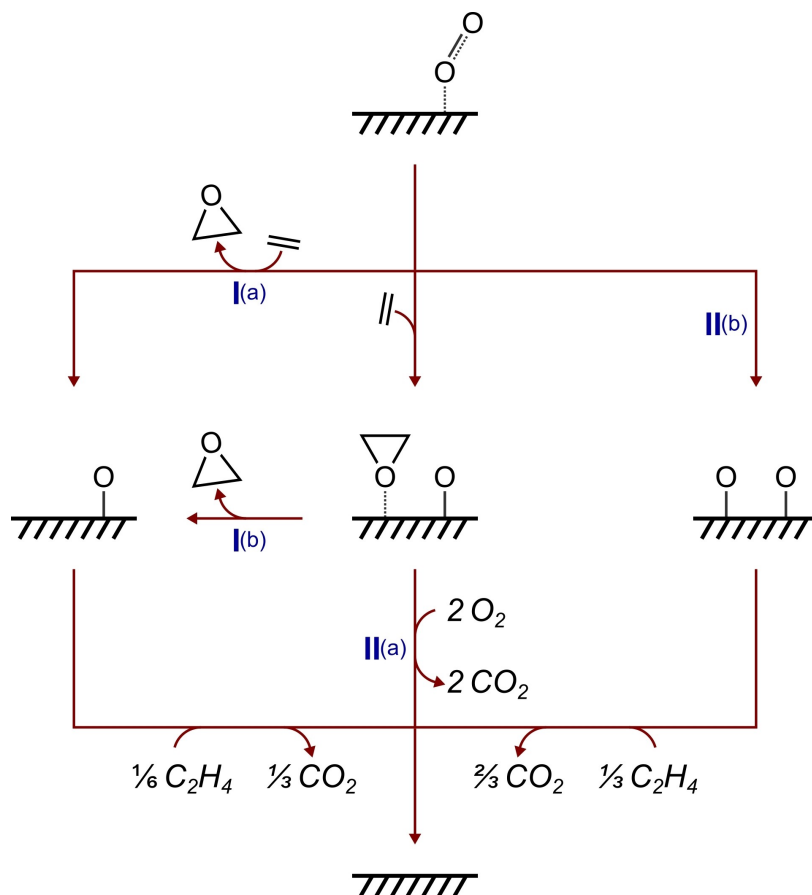 O
O
O
I(a)
II(b)
O
O
O
O
O
O
I(b)
2 O₂
II(a)
2 CO₂
⅙ C₂H₄
⅓ CO₂
⅔ CO₂
⅓ C₂H₄